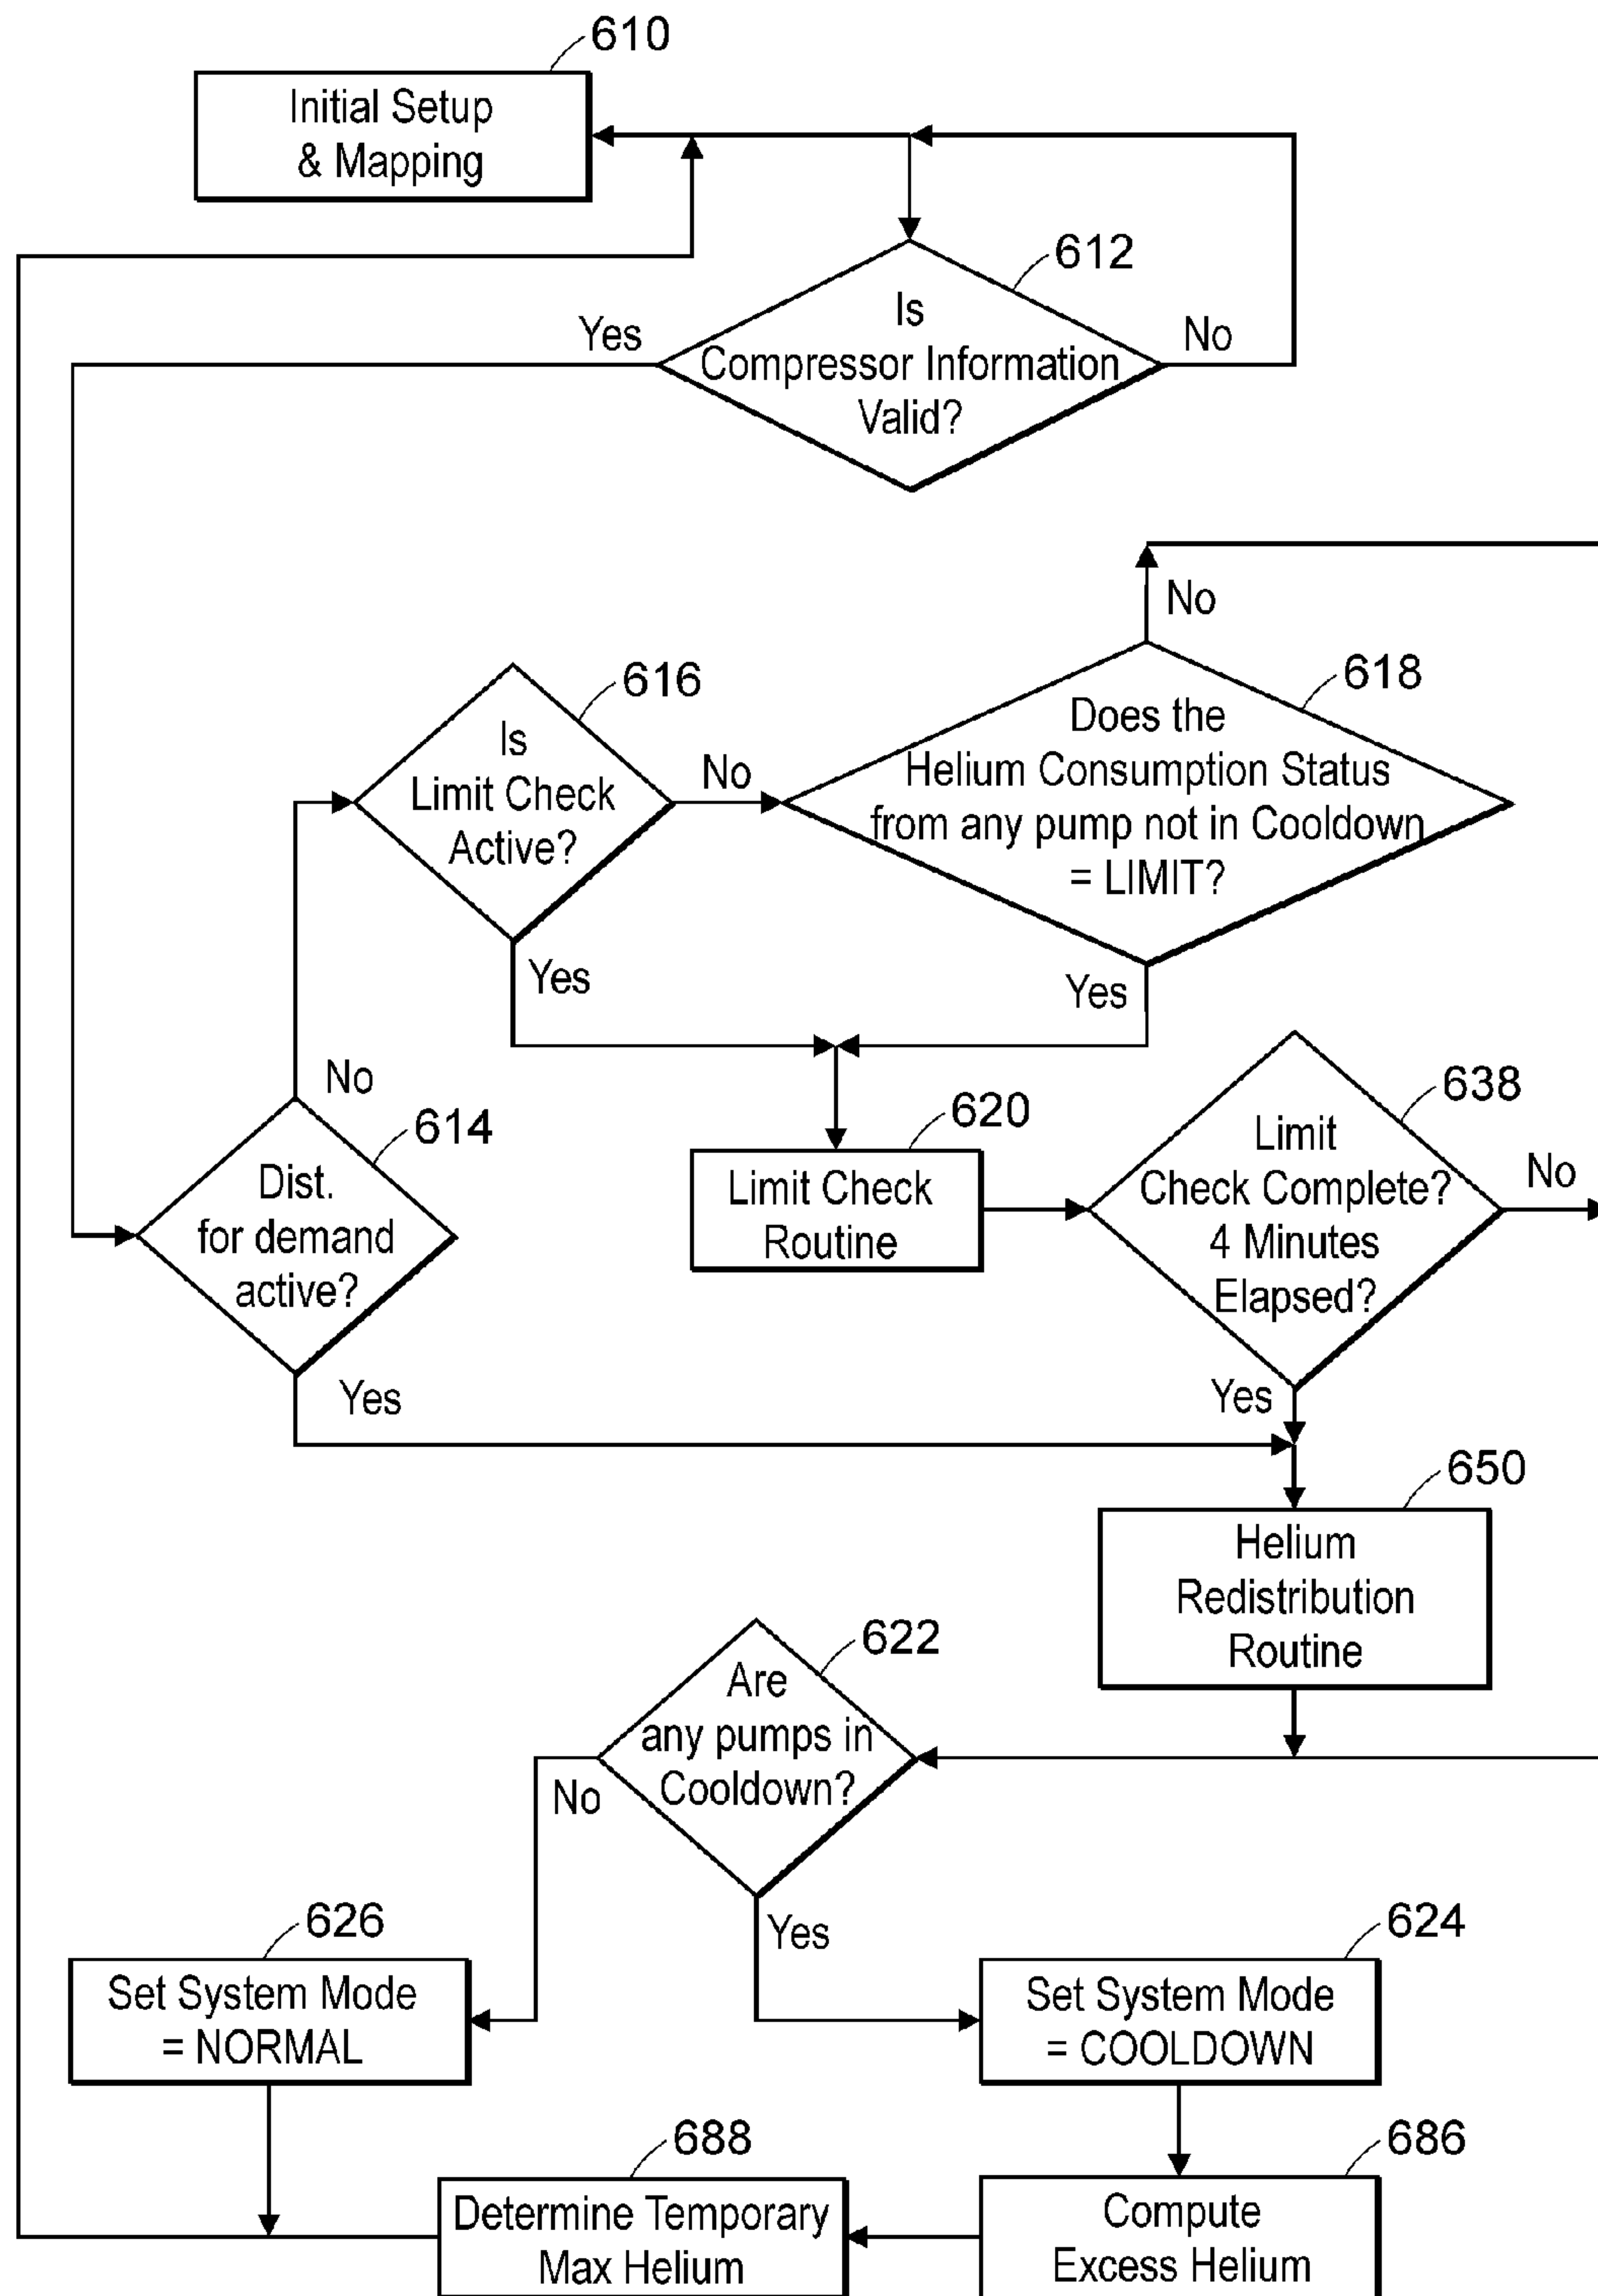 610
Initial Setup
& Mapping
612
Is
Compressor Information
Valid?
Yes
No
No
616
Is
Limit Check
Active?
No
Yes
618
Does the
Helium Consumption Status
from any pump not in Cooldown
= LIMIT?
Yes
No
614
Dist.
for demand
active?
Yes
620
Limit Check
Routine
638
Limit
Check Complete?
4 Minutes
Elapsed?
No
Yes
650
Helium
Redistribution
Routine
622
Are
any pumps in
Cooldown?
No
Yes
626
Set System Mode
= NORMAL
624
Set System Mode
= COOLDOWN
688
Determine Temporary
Max Helium
686
Compute
Excess Helium